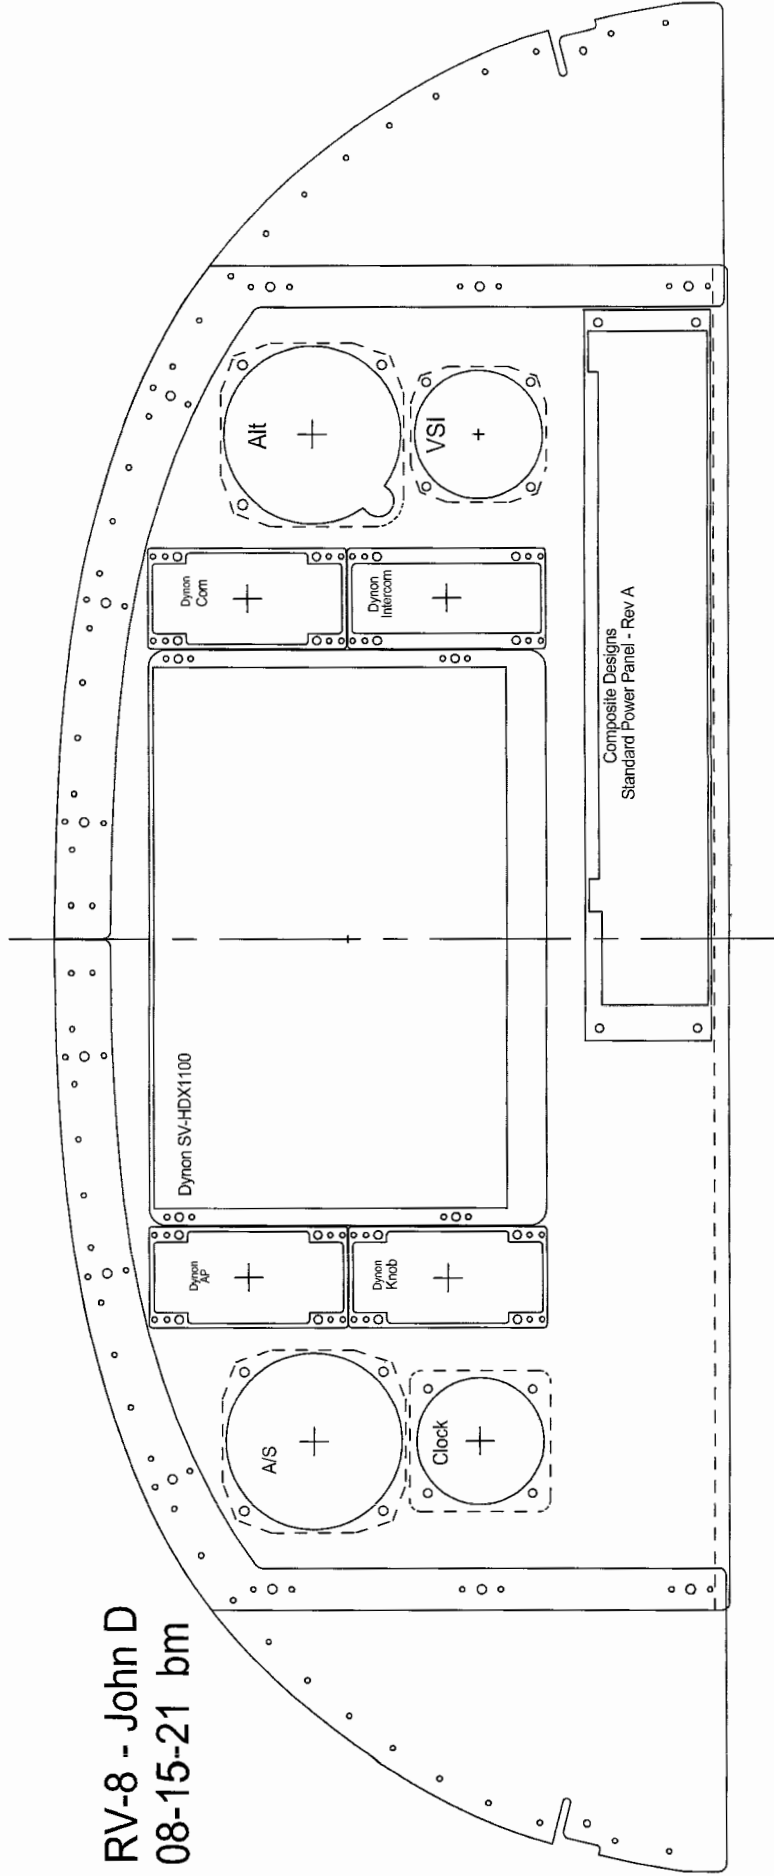 RV-8 - John D
08-15-21 bm
A/S
Clock
Dynon
AP
Dynon
Knob
Dynon SV-HDX1100
Dynon
Com
Dynon
Intercom
Alt
VSI
Composite Designs
Standard Power Panel - Rev A